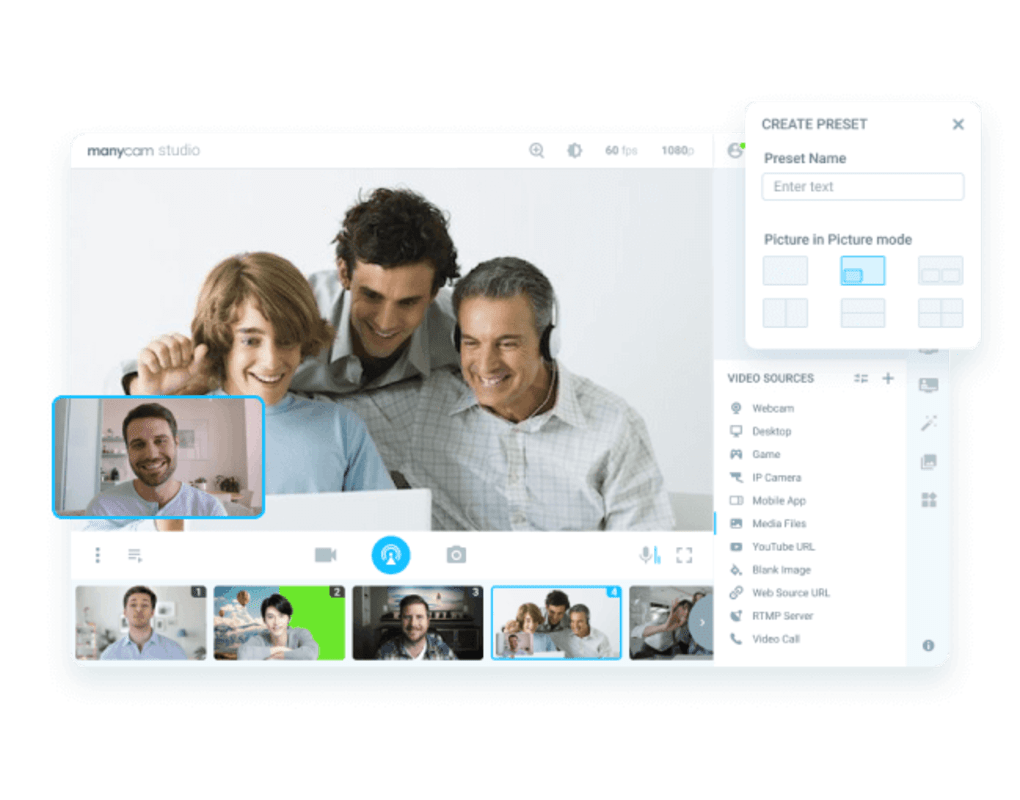 manycam studio
60 fps
1080p
CREATE PRESET
Preset Name
Enter text
Picture in Picture mode
VIDEO SOURCES
Webcam
Desktop
Game
IP Camera
Mobile App
Media Files
YouTube URL
Blank Image
Web Source URL
RTMP Server
Video Call
1
2
3
4